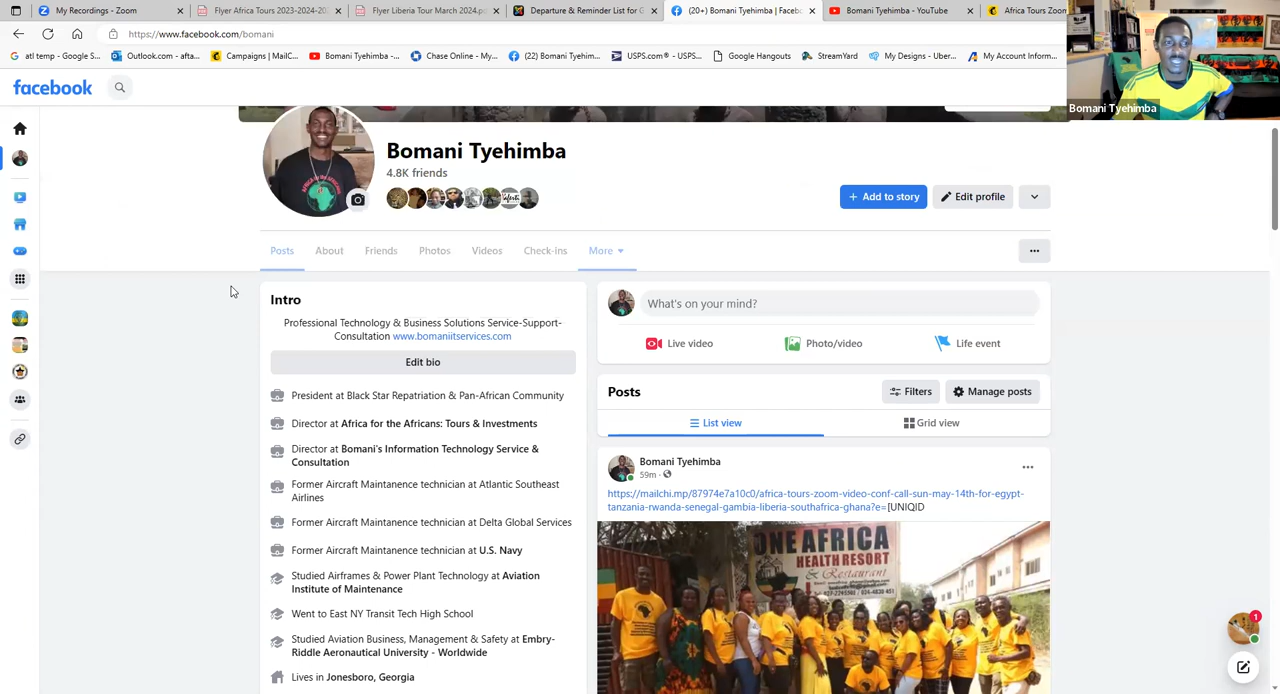 My Recordings - Zoom
Flyer Africa Tours 2023-2024-20
Flyer Liberia Tour March 2024.p
Departure & Reminder List for G
(20+) Bomani Tyehimba | Faceb
Bomani Tyehimba - YouTube
Africa Tours Zoon
https://www.facebook.com/bomani
atl temp - Google S...
Outlook.com - afta...
Campaigns | MailC...
Bomani Tyehimba -...
Chase Online - My...
(22) Bomani Tyehim...
USPS.com® - USPS...
Google Hangouts
StreamYard
My Designs - Uber...
My Account Inform...
Bomani Tyehimba
facebook
Bomani Tyehimba
4.8K friends
+ Add to story
Edit profile
Posts
About
Friends
Photos
Videos
Check-ins
More
Intro
Professional Technology & Business Solutions Service-Support-
Consultation www.bomaniitservices.com
Edit bio
President at Black Star Repatriation & Pan-African Community
Director at Africa for the Africans: Tours & Investments
Director at Bomani's Information Technology Service &
Consultation
Former Aircraft Maintanence technician at Atlantic Southeast
Airlines
Former Aircraft Maintanence technician at Delta Global Services
Former Aircraft Maintanence technician at U.S. Navy
Studied Airframes & Power Plant Technology at Aviation
Institute of Maintenance
Went to East NY Transit Tech High School
Studied Aviation Business, Management & Safety at Embry-
Riddle Aeronautical University - Worldwide
Lives in Jonesboro, Georgia
What's on your mind?
Live video
Photo/video
Life event
Posts
Filters
Manage posts
List view
Grid view
Bomani Tyehimba
59m
https://mailchi.mp/87974e7a10c0/africa-tours-zoom-video-conf-call-sun-may-14th-for-egypt-
tanzania-rwanda-senegal-gambia-liberia-southafrica-ghana?e=[UNIQID
ONE AFRICA
HEALTH RESORT
& Restaurant
1